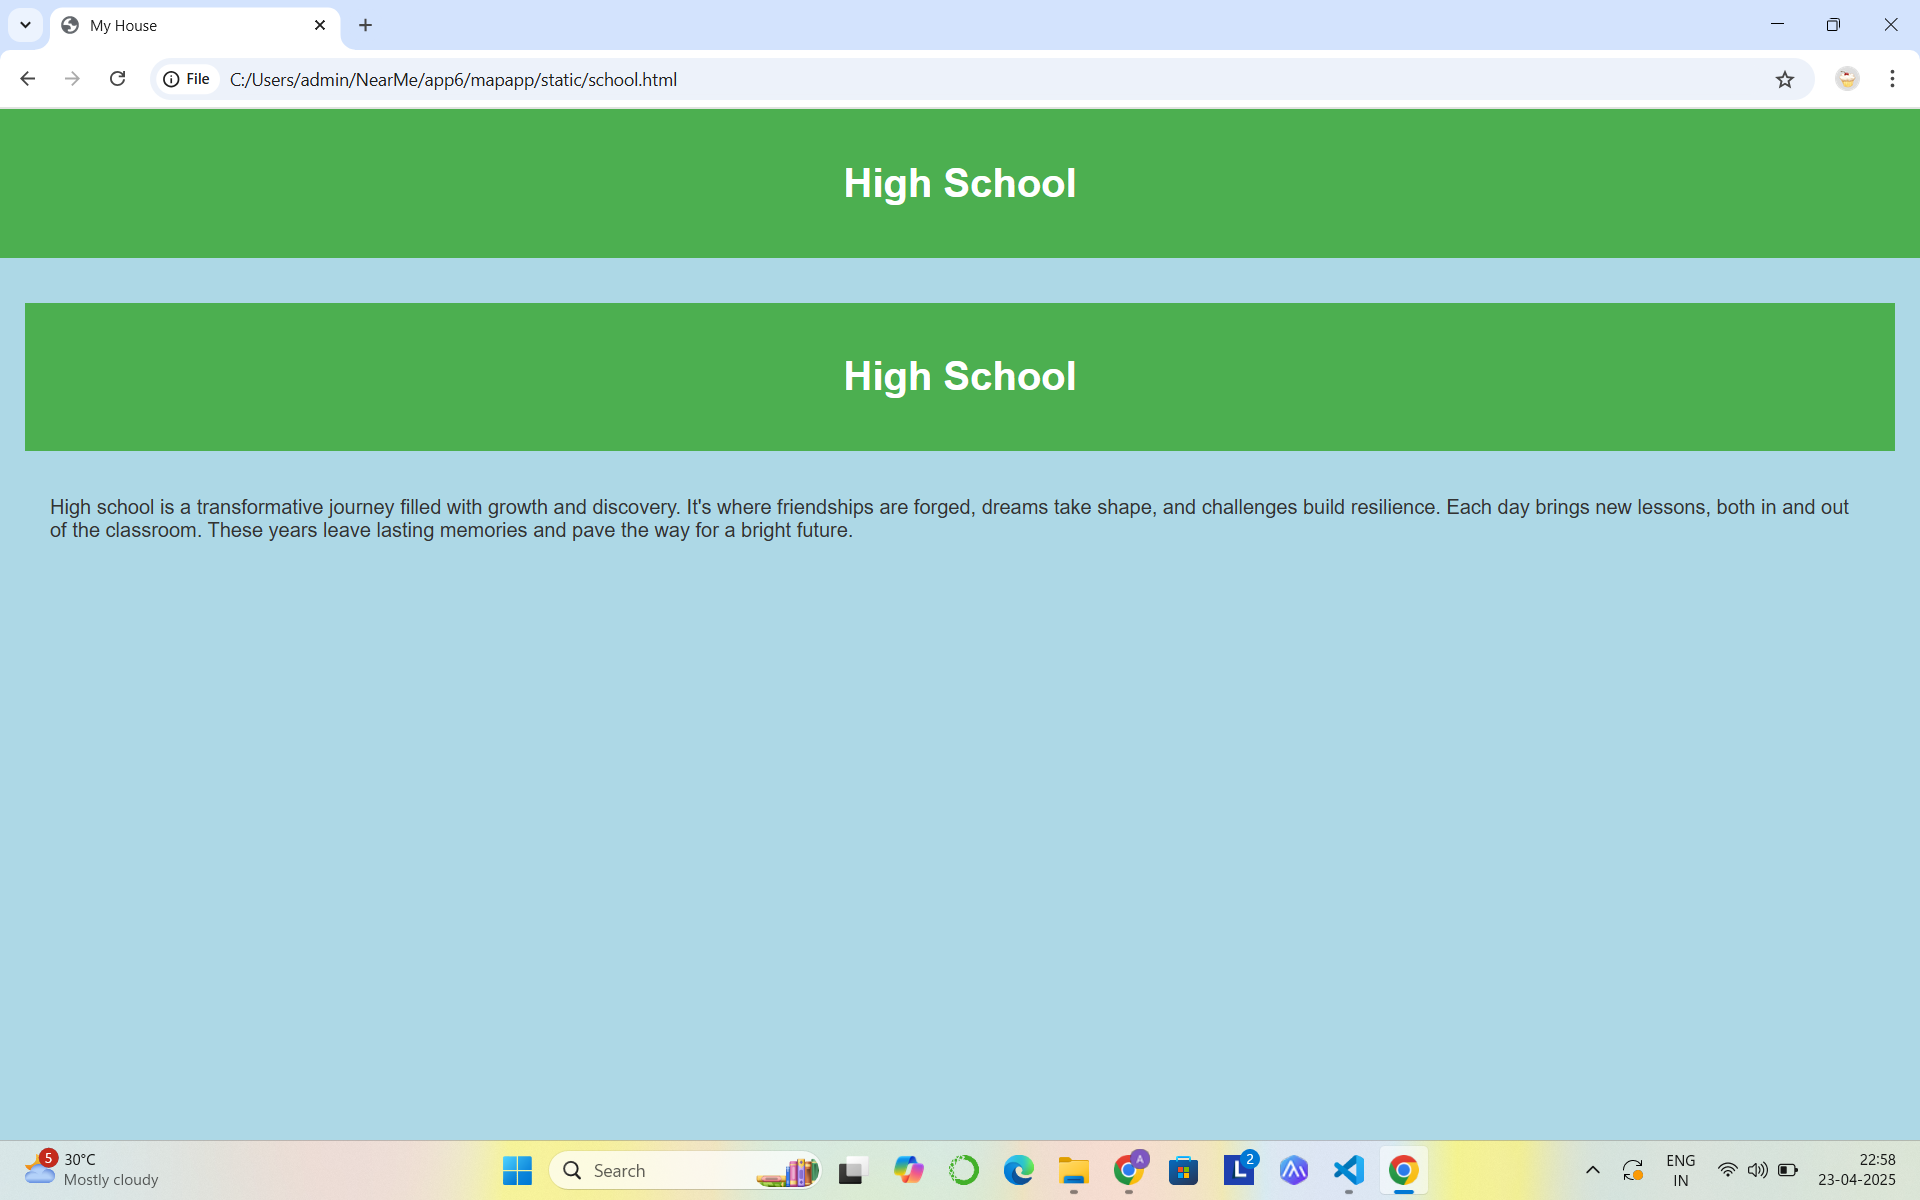 My House
File
C:/Users/admin/NearMe/app6/mapapp/static/school.html
High School
High School
High school is a transformative journey filled with growth and discovery. It's where friendships are forged, dreams take shape, and challenges build resilience. Each day brings new lessons, both in and out
of the classroom. These years leave lasting memories and pave the way for a bright future.
5
30°C
Mostly cloudy
Search
A
L
2
ENG
IN
22:58
23-04-2025